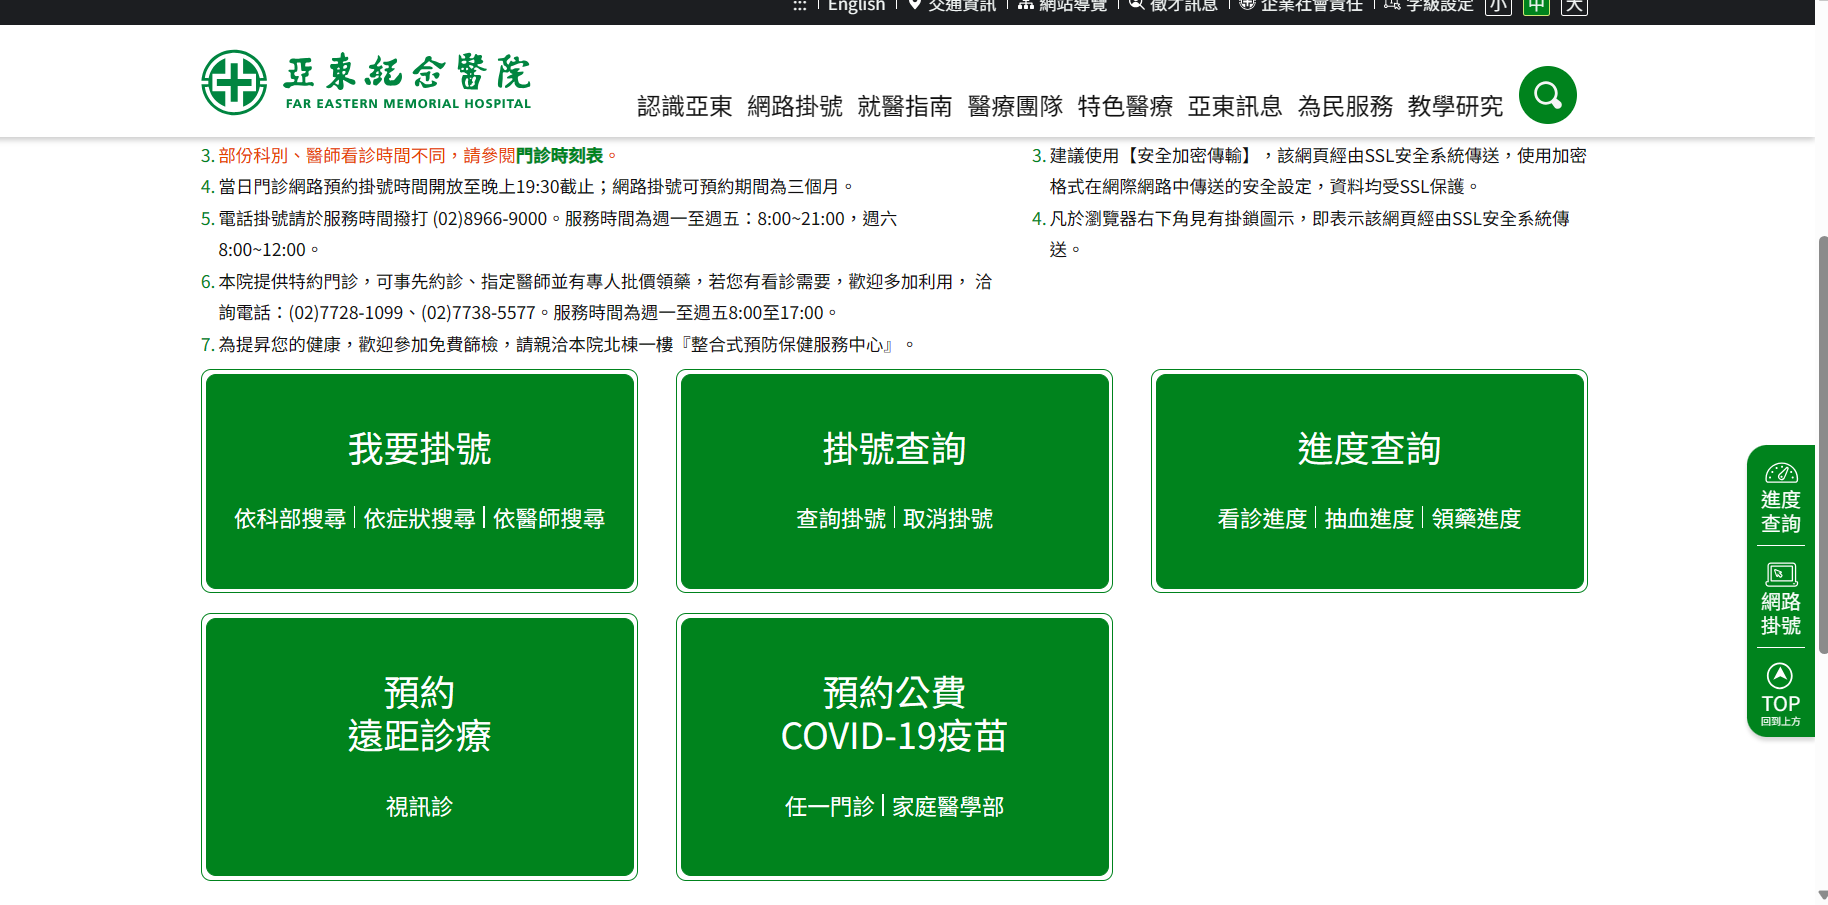 English
交通資訊
網站導覽
徵才訊息
企業社會責任
字級設定
小
中
大
亞東紀念醫院
FAR EASTERN MEMORIAL HOSPITAL
認識亞東 網路掛號 就醫指南 醫療團隊 特色醫療 亞東訊息 為民服務 教學研究
3. 部份科別、醫師看診時間不同，請參閱門診時刻表。
4. 當日門診網路預約掛號時間開放至晚上19:30截止；網路掛號可預約期間為三個月。
5. 電話掛號請於服務時間撥打 (02)8966-9000。服務時間為週一至週五：8:00~21:00，週六
8:00~12:00。
6. 本院提供特約門診，可事先約診、指定醫師並有專人批價領藥，若您有看診需要，歡迎多加利用， 洽
詢電話：(02)7728-1099、(02)7738-5577。服務時間為週一至週五8:00至17:00。
7. 為提昇您的健康，歡迎參加免費篩檢，請親洽本院北棟一樓『整合式預防保健服務中心』。
3. 建議使用【安全加密傳輸】，該網頁經由SSL安全系統傳送，使用加密
格式在網際網路中傳送的安全設定，資料均受SSL保護。
4. 凡於瀏覽器右下角見有掛鎖圖示，即表示該網頁經由SSL安全系統傳
送。
我要掛號
依科部搜尋 | 依症狀搜尋 | 依醫師搜尋
掛號查詢
查詢掛號 | 取消掛號
進度查詢
看診進度 | 抽血進度 | 領藥進度
預約
遠距診療
視訊診
預約公費
COVID-19疫苗
任一門診 | 家庭醫學部
進度
查詢
網路
掛號
TOP
回到上方